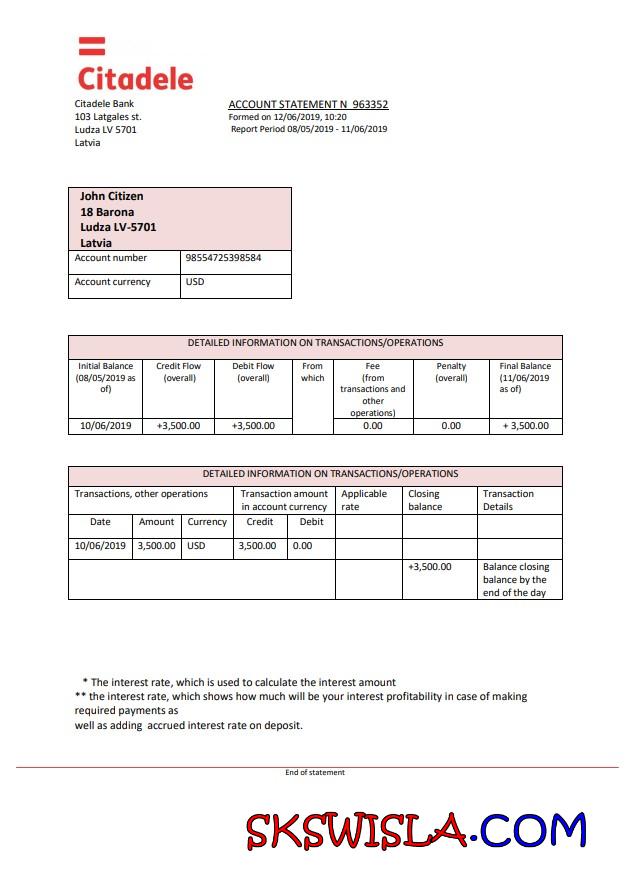 Citadele
Citadele Bank
103 Latgales st.
Ludza LV 5701
Latvia
ACCOUNT STATEMENT N 963352
Formed on 12/06/2019, 10:20
Report Period 08/05/2019 - 11/06/2019
John Citizen
18 Barona
Ludza LV-5701
Latvia
Account number 98554725398584
Account currency USD
DETAILED INFORMATION ON TRANSACTIONS/OPERATIONS
Initial Balance (08/05/2019 as of) Credit Flow (overall) Debit Flow (overall) From which Fee (from transactions and other operations) Penalty (overall) Final Balance (11/06/2019 as of)
10/06/2019 +3,500.00 +3,500.00 0.00 0.00 + 3,500.00
DETAILED INFORMATION ON TRANSACTIONS/OPERATIONS
Transactions, other operations Transaction amount in account currency Applicable rate Closing balance Transaction Details
Date Amount Currency Credit Debit
10/06/2019 3,500.00 USD 3,500.00 0.00
+3,500.00 Balance closing balance by the end of the day
* The interest rate, which is used to calculate the interest amount
** the interest rate, which shows how much will be your interest profitability in case of making
required payments as
well as adding accrued interest rate on deposit.
End of statement
SKSWISLA.COM